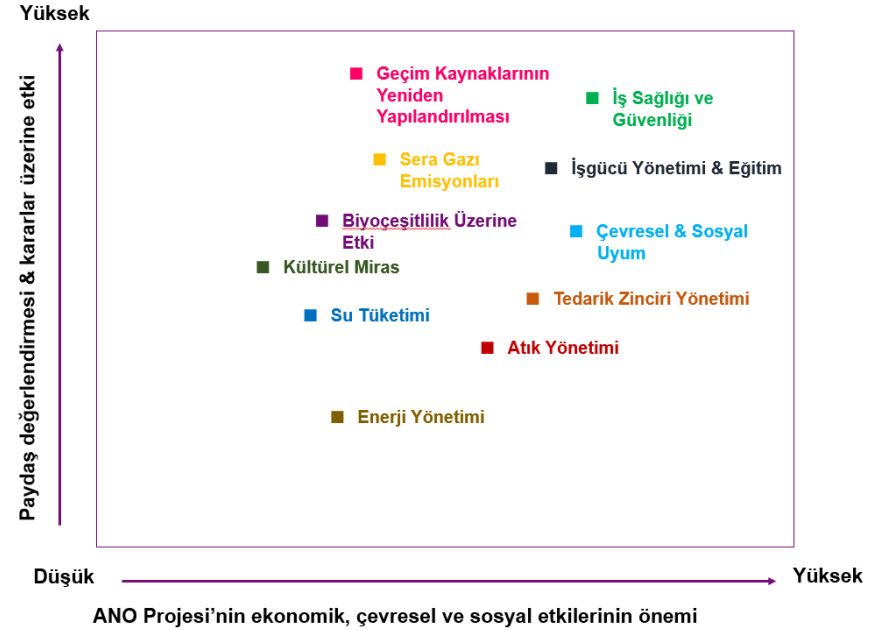 Yüksek
Paydaş değerlendirmesi & kararlar üzerine etki
Geçim Kaynaklarının
Yeniden
Yapılandırılması
İş Sağlığı ve
Güvenliği
Sera Gazı
Emisyonları
İşgücü Yönetimi & Eğitim
Biyoçeşitlilik Üzerine
Etki
Çevresel & Sosyal
Uyum
Kültürel Miras
Tedarik Zinciri Yönetimi
Su Tüketimi
Atık Yönetimi
Enerji Yönetimi
Düşük
Yüksek
ANO Projesi’nin ekonomik, çevresel ve sosyal etkilerinin önemi